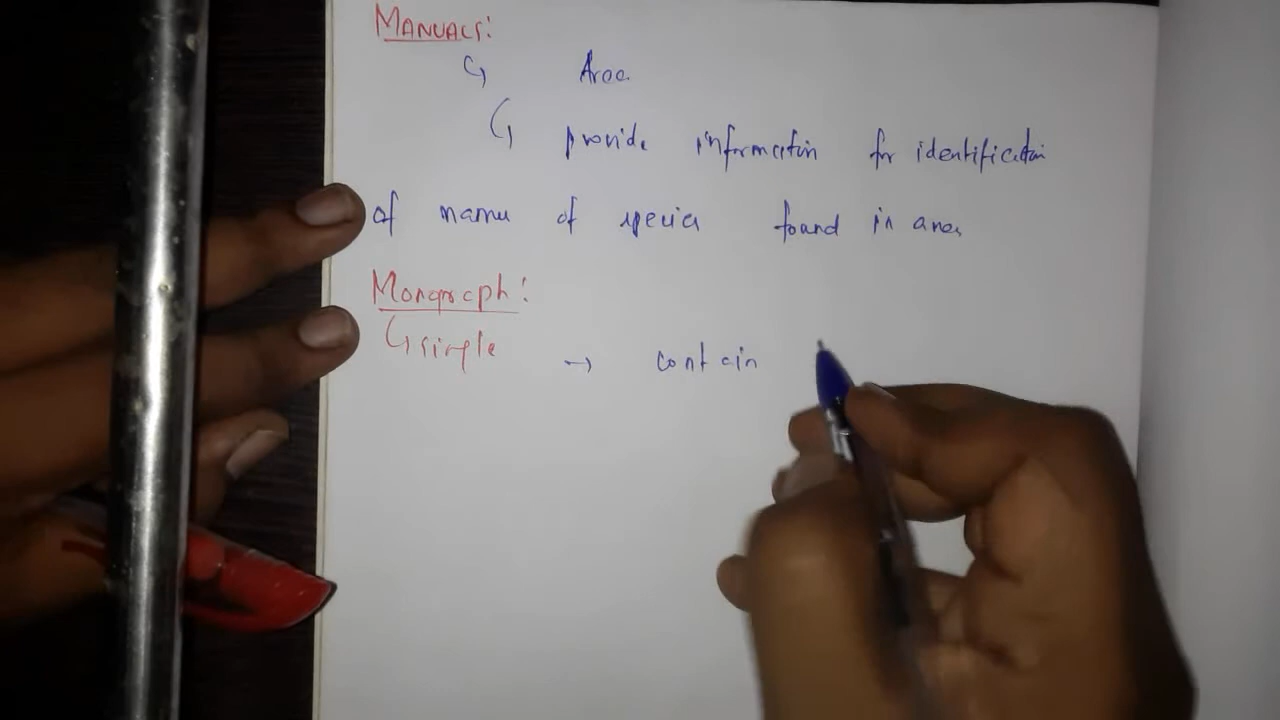 MANUALS:
↳ Area
↳ provide information for identification
of names of species found in area
Monograph:
↳ single → contain